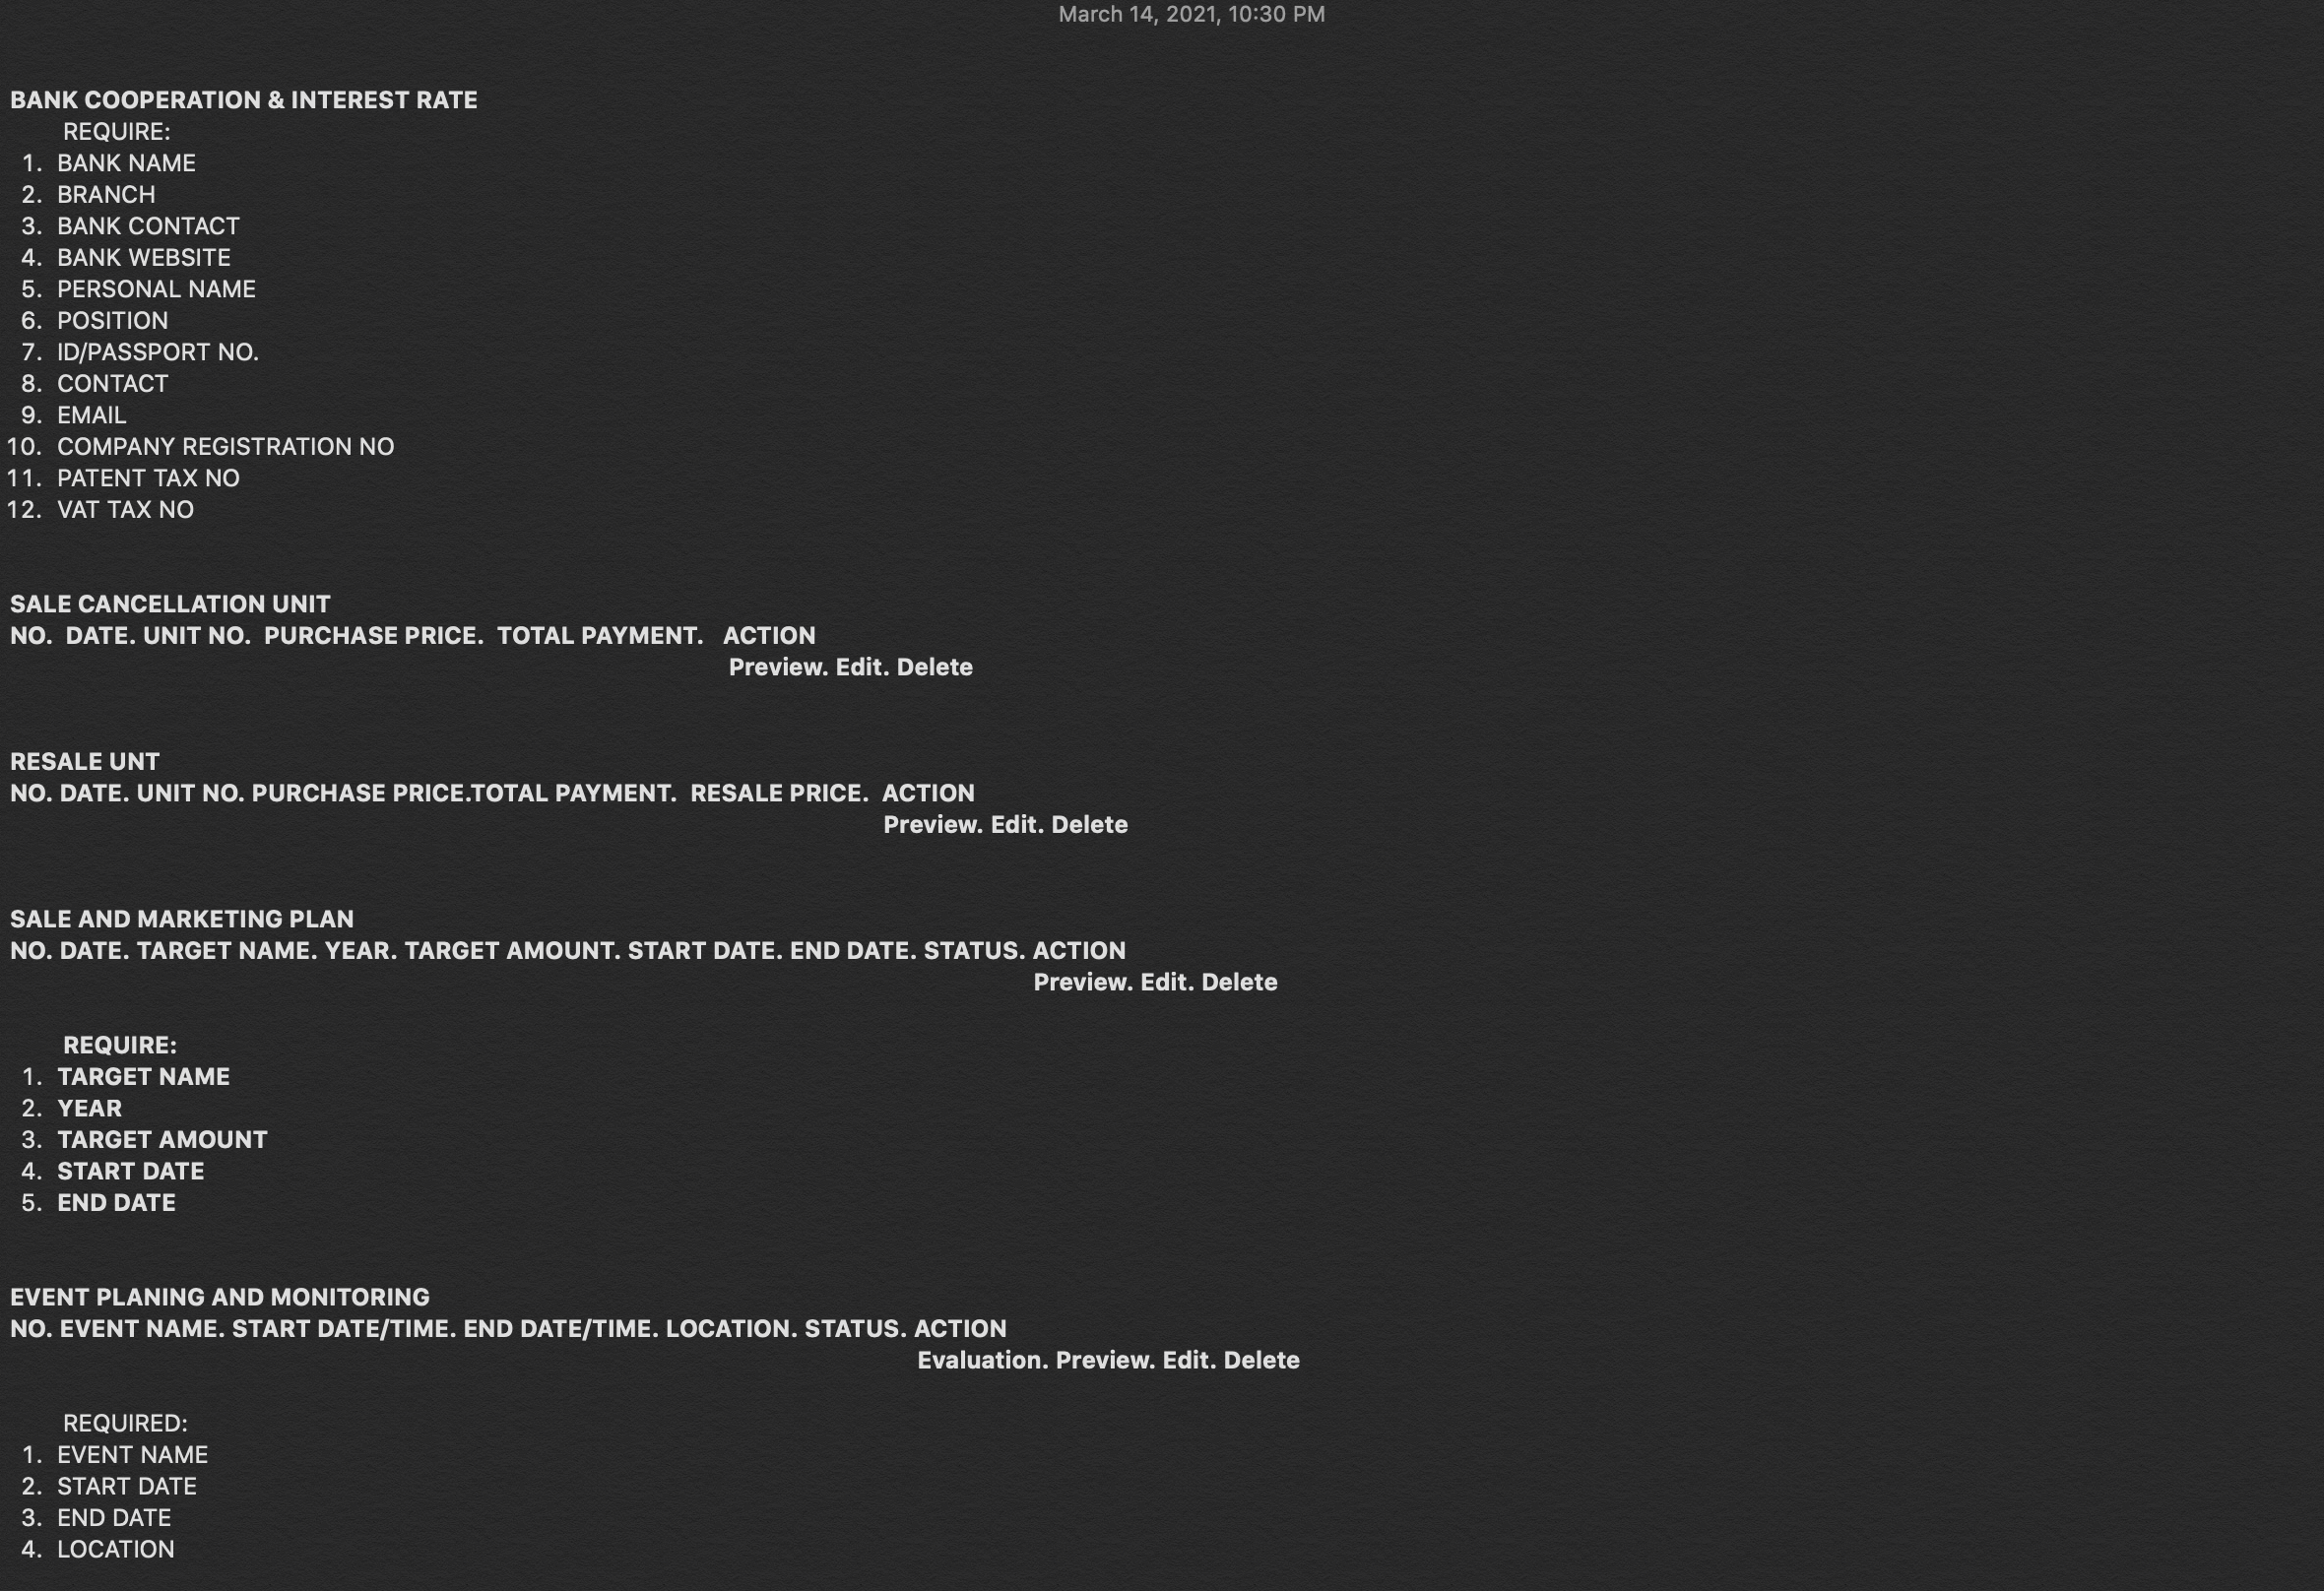 March 14, 2021, 10:30 PM
BANK COOPERATION & INTEREST RATE
REQUIRE:
1. BANK NAME
2. BRANCH
3. BANK CONTACT
4. BANK WEBSITE
5. PERSONAL NAME
6. POSITION
7. ID/PASSPORT NO.
8. CONTACT
9. EMAIL
10. COMPANY REGISTRATION NO
11. PATENT TAX NO
12. VAT TAX NO
SALE CANCELLATION UNIT
NO. DATE. UNIT NO. PURCHASE PRICE. TOTAL PAYMENT. ACTION
Preview. Edit. Delete
RESALE UNT
NO. DATE. UNIT NO. PURCHASE PRICE.TOTAL PAYMENT. RESALE PRICE. ACTION
Preview. Edit. Delete
SALE AND MARKETING PLAN
NO. DATE. TARGET NAME. YEAR. TARGET AMOUNT. START DATE. END DATE. STATUS. ACTION
Preview. Edit. Delete
REQUIRE:
1. TARGET NAME
2. YEAR
3. TARGET AMOUNT
4. START DATE
5. END DATE
EVENT PLANING AND MONITORING
NO. EVENT NAME. START DATE/TIME. END DATE/TIME. LOCATION. STATUS. ACTION
Evaluation. Preview. Edit. Delete
REQUIRED:
1. EVENT NAME
2. START DATE
3. END DATE
4. LOCATION